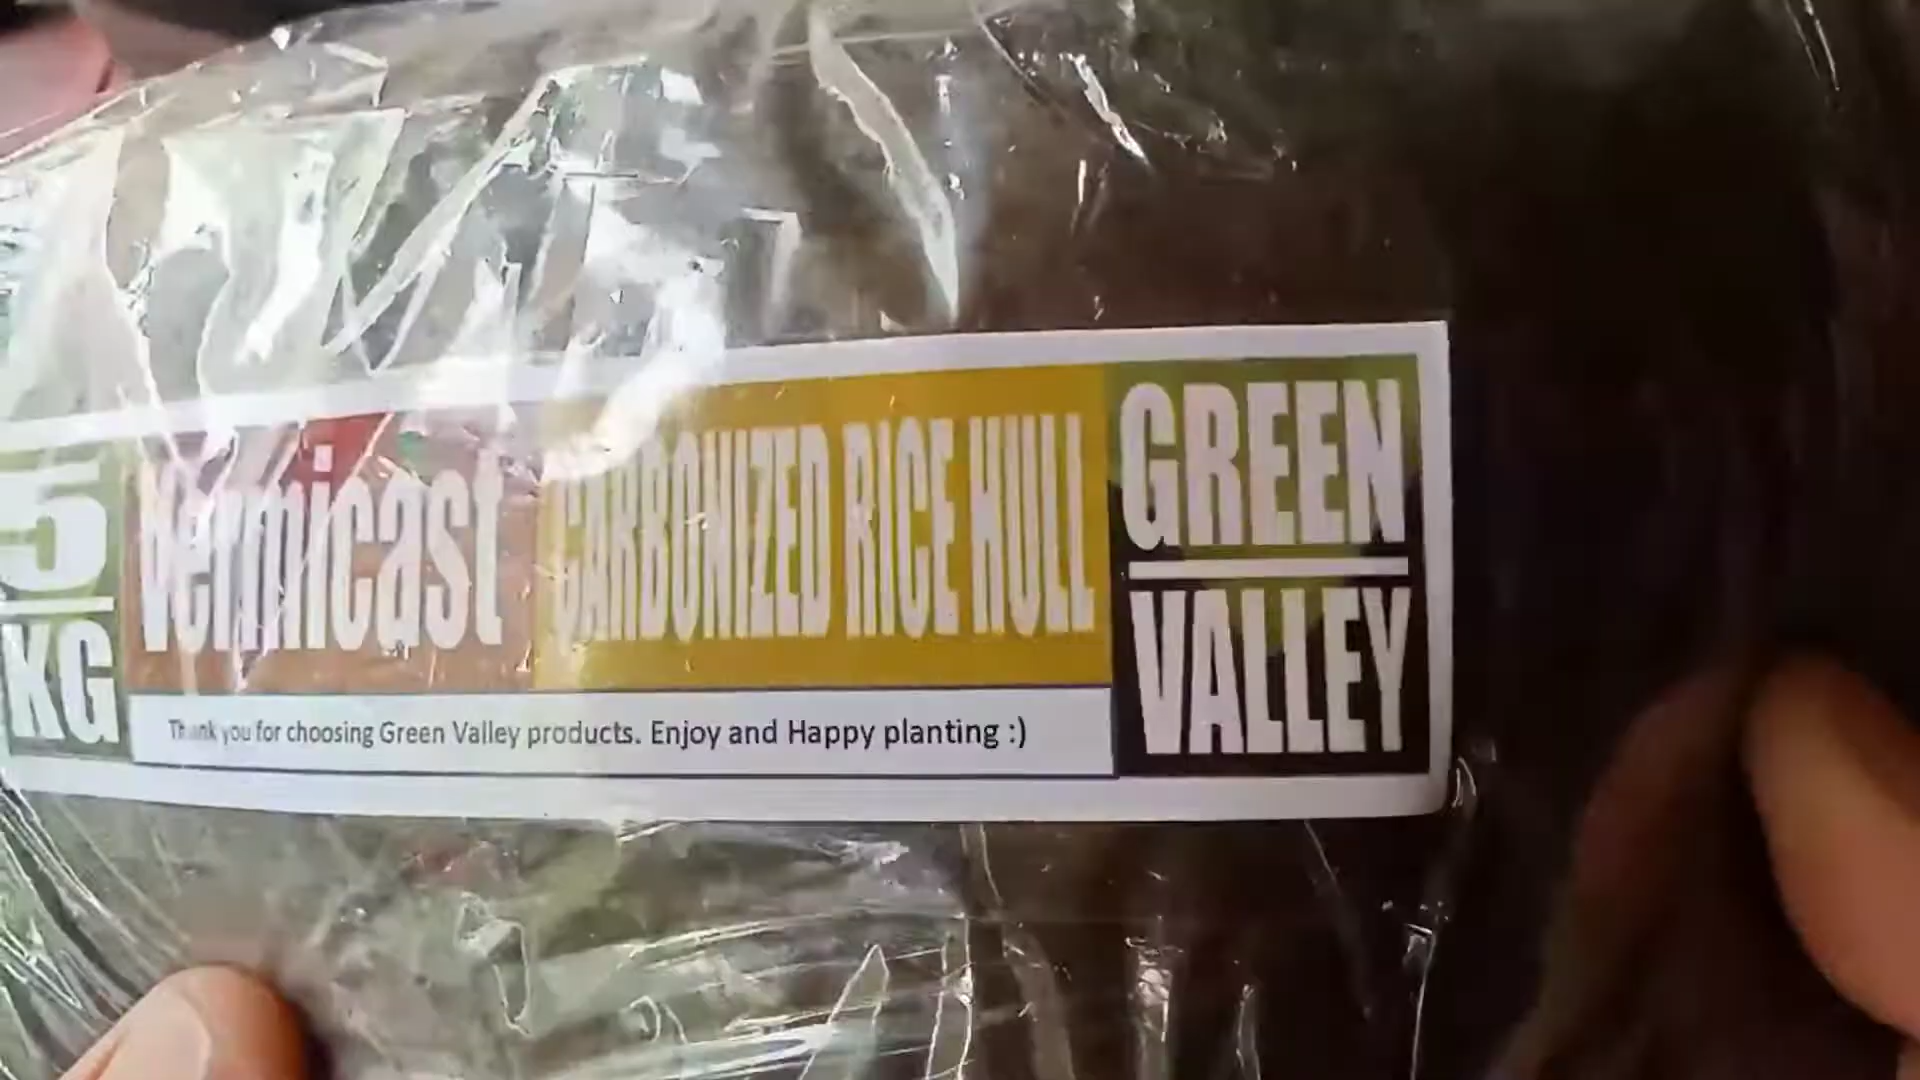 5
KG
Vermicast
CARBONIZED RICE HULL
GREEN
VALLEY
Thank you for choosing Green Valley products. Enjoy and Happy planting :)